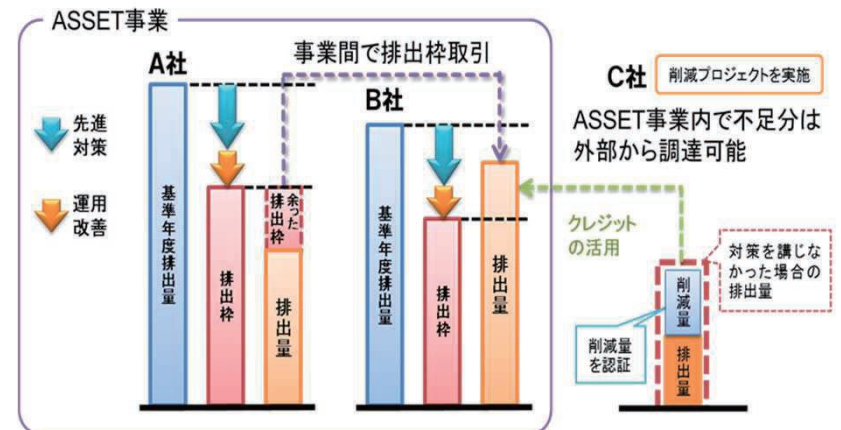 ASSET事業
A社
先進
対策
運用
改善
基準年度排出量
排出枠
余った
排出枠
排出量
事業間で排出枠取引
B社
基準年度排出量
排出枠
排出量
C社
削減プロジェクトを実施
ASSET事業内で不足分は
外部から調達可能
クレジット
の活用
対策を講じな
かった場合の
排出量
削減量
排出量
削減量
を認証